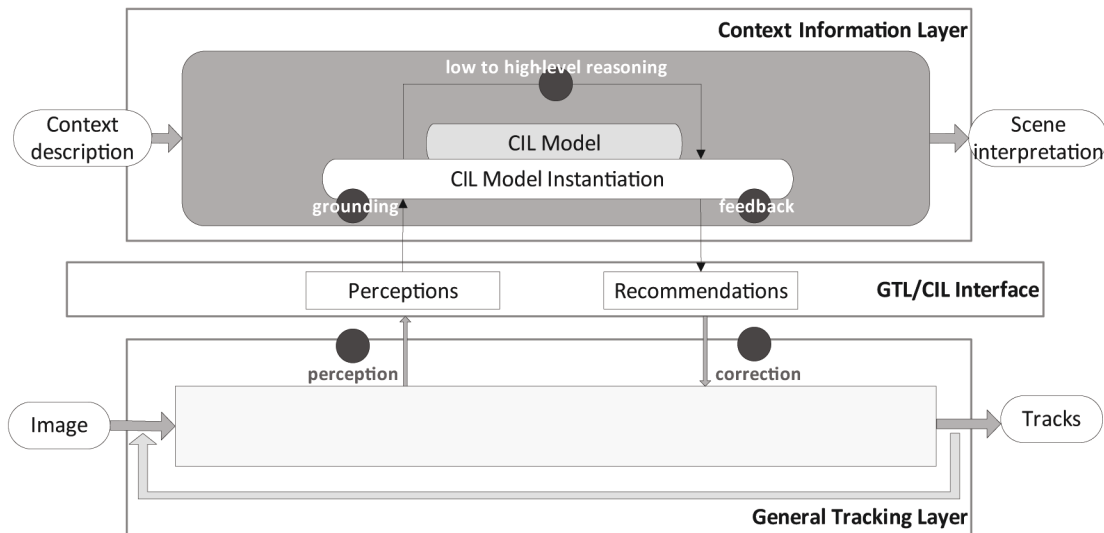 Context Information Layer
low to high-level reasoning
Context
description
CIL Model
Scene
interpretation
CIL Model Instantiation
grounding
feedback
Perceptions
Recommendations
GTL/CIL Interface
perception
correction
Image
Tracks
General Tracking Layer